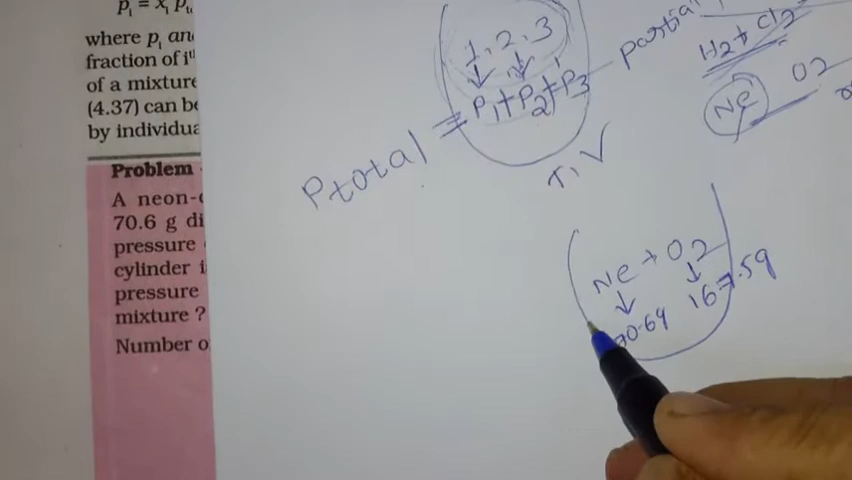 p₁ = x₁ p
where p₁ an
fraction of iᵗ
of a mixture
(4.37) can be
by individua
Problem
A neon-
70.6 g di
pressure
cylinder i
pressure
mixture ?
Number o
1, 2, 3
Ptotal = P₁+P₂+P₃
partial
T, V
H2+Cl2
Ne O2
Ne + O2
70.6g 167.5g